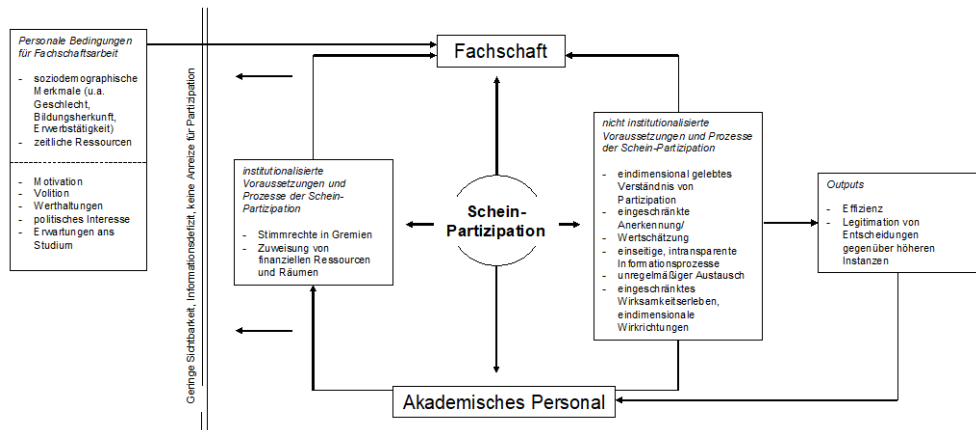 Personale Bedingungen
für Fachschaftsarbeit
- soziodemographische
Merkmale (u.a.
Geschlecht,
Bildungsherkunft,
Erwerbstätigkeit)
- zeitliche Ressourcen
- Motivation
- Volition
- Werthaltungen
- politisches Interesse
- Erwartungen ans
Studium
Geringe Sichtbarkeit, Informationsdefizit, keine Anreize für Partizipation
Fachschaft
institutionalisierte
Voraussetzungen und
Prozesse der Schein-
Partizipation
- Stimmrechte in Gremien
- Zuweisung von
finanziellen Ressourcen
und Räumen
Schein-
Partizipation
nicht institutionalisierte
Voraussetzungen und Prozesse
der Schein-Partizipation
- eindimensional gelebtes
Verständnis von
Partizipation
- eingeschränkte
Anerkennung/
- Wertschätzung
- einseitige, intransparente
Informationsprozesse
- unregelmäßiger Austausch
- eingeschränktes
Wirksamkeitserleben,
eindimensionale
Wirkrichtungen
Outputs
- Effizienz
- Legitimation von
Entscheidungen
gegenüber höheren
Instanzen
Akademisches Personal